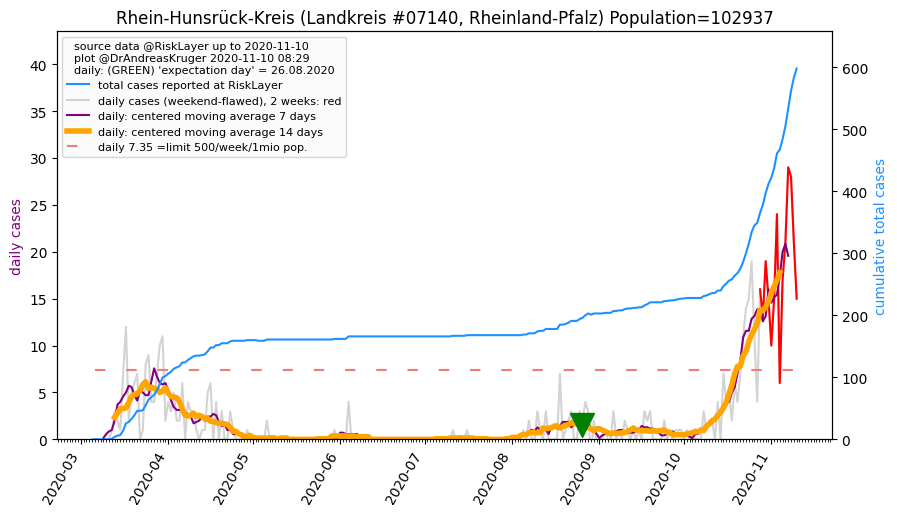 Rhein-Hunsrück-Kreis (Landkreis #07140, Rheinland-Pfalz) Population=102937
source data @RiskLayer up to 2020-11-10
plot @DrAndreasKruger 2020-11-10 08:29
daily: (GREEN) 'expectation day' = 26.08.2020
total cases reported at RiskLayer
daily cases (weekend-flawed), 2 weeks: red
daily: centered moving average 7 days
daily: centered moving average 14 days
daily 7.35 =limit 500/week/1mio pop.
daily cases
40
35
30
25
20
15
10
5
0
cumulative total cases
600
500
400
300
200
100
0
2020-03
2020-04
2020-05
2020-06
2020-07
2020-08
2020-09
2020-10
2020-11